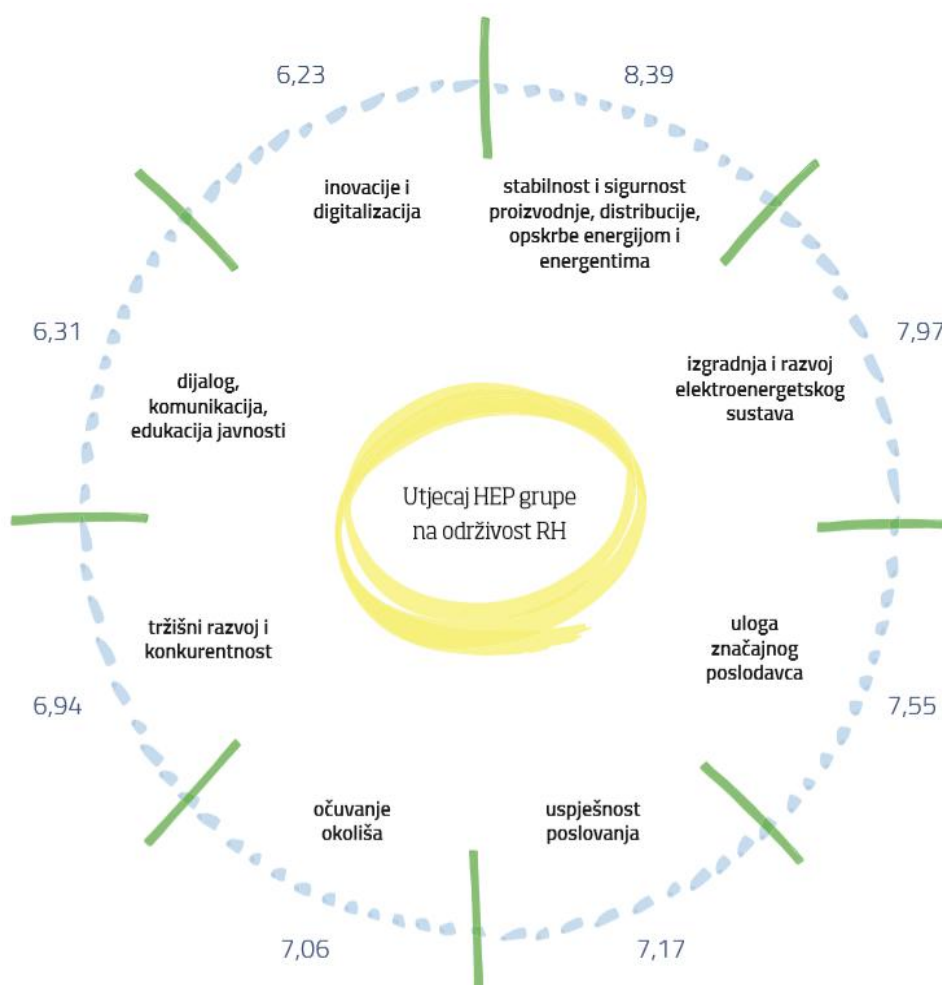 6,23
8,39
inovacije i
digitalizacija
stabilnost i sigurnost
proizvodnje, distribucije,
opskrbe energijom i
energentima
6,31
7,97
dijalog,
komunikacija,
edukacija javnosti
izgradnja i razvoj
elektroenergetskog
sustava
Utjecaj HEP grupe
na održivost RH
tržišni razvoj i
konkurentnost
uloga
značajnog
poslodavca
6,94
7,55
očuvanje
okoliša
uspješnost
poslovanja
7,06
7,17